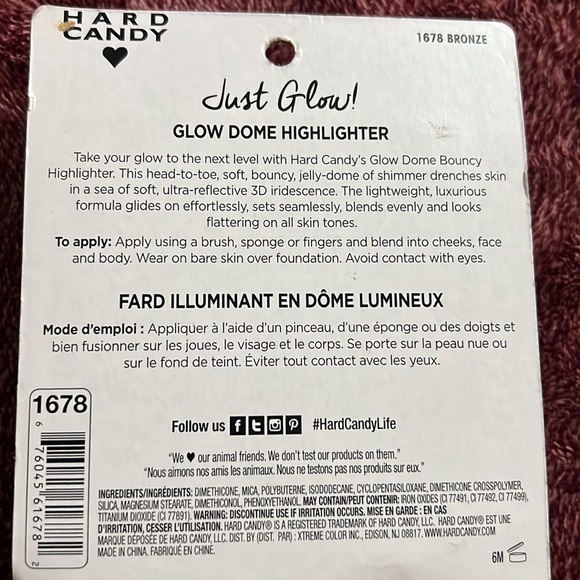 HARD
CANDY
1678 BRONZE
Just Glow!
GLOW DOME HIGHLIGHTER
Take your glow to the next level with Hard Candy's Glow Dome Bouncy
Highlighter. This head-to-toe, soft, bouncy, jelly-dome of shimmer drenches skin
in a sea of soft, ultra-reflective 3D iridescence. The lightweight, luxurious
formula glides on effortlessly, sets seamlessly, blends evenly and looks
flattering on all skin tones.
To apply: Apply using a brush, sponge or fingers and blend into cheeks, face
and body. Wear on bare skin over foundation. Avoid contact with eyes.
FARD ILLUMINANT EN DÔME LUMINEUX
Mode d'emploi : Appliquer à l'aide d'un pinceau, d'une éponge ou des doigts et
bien fusionner sur les joues, le visage et le corps. Se porte sur la peau nue ou
sur le fond de teint. Éviter tout contact avec les yeux.
1678
6 76045 61678 2
Follow us #HardCandyLife
"We ♥ our animal friends. We don't test our products on them."
"Nous aimons nos amis les animaux. Nous ne testons pas nos produits sur eux."
INGREDIENTS/INGRÉDIENTS: DIMETHICONE, MICA, POLYBUTERNE, ISODODECANE, CYCLOPENTASILOXANE, DIMETHICONE CROSSPOLYMER,
SILICA, MAGNESIUM STEARATE, DIMETHICONOL, PHENOXYETHANOL. MAY CONTAIN/PEUT CONTENIR: IRON OXIDES (CI 77491, CI 77492, CI 77499),
TITANIUM DIOXIDE (CI 77891). WARNING: DISCONTINUE USE IF IRRITATION OCCURS. MISE EN GARDE : EN CAS
D'IRRITATION, CESSER L'UTILISATION. HARD CANDY® IS A REGISTERED TRADEMARK OF HARD CANDY, LLC. HARD CANDY® EST UNE
MARQUE DÉPOSÉE DE HARD CANDY, LLC. DIST. BY (DIST. PAR) : XTREME COLOR INC., EDISON, NJ 08817. WWW.HARDCANDY.COM
MADE IN CHINA. FABRIQUÉ EN CHINE.
6M